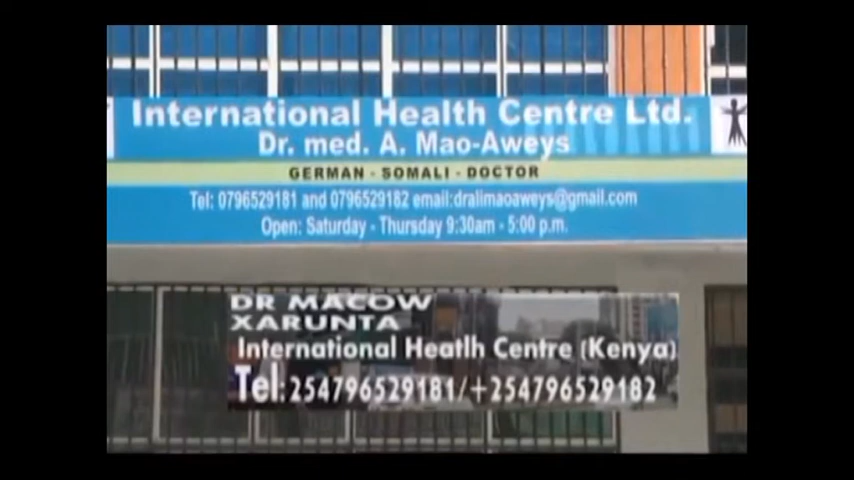 International Health Centre Ltd.
Dr. med. A. Mao-Aweys
GERMAN - SOMALI - DOCTOR
Tel: 0796529181 and 0796529182 email:dralimaoaweys@gmail.com
Open: Saturday - Thursday 9:30am - 5:00 p.m.
DR MACOW
XARUNTA
International Heatlh Centre (Kenya)
Tel:254796529181/+254796529182